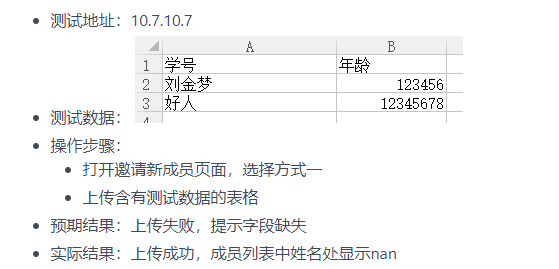 测试地址：10.7.10.7
A B
1 学号 年龄
2 刘金梦 123456
3 好人 12345678
4
测试数据：
操作步骤：
打开邀请新成员页面，选择方式一
上传含有测试数据的表格
预期结果：上传失败，提示字段缺失
实际结果：上传成功，成员列表中姓名处显示nan